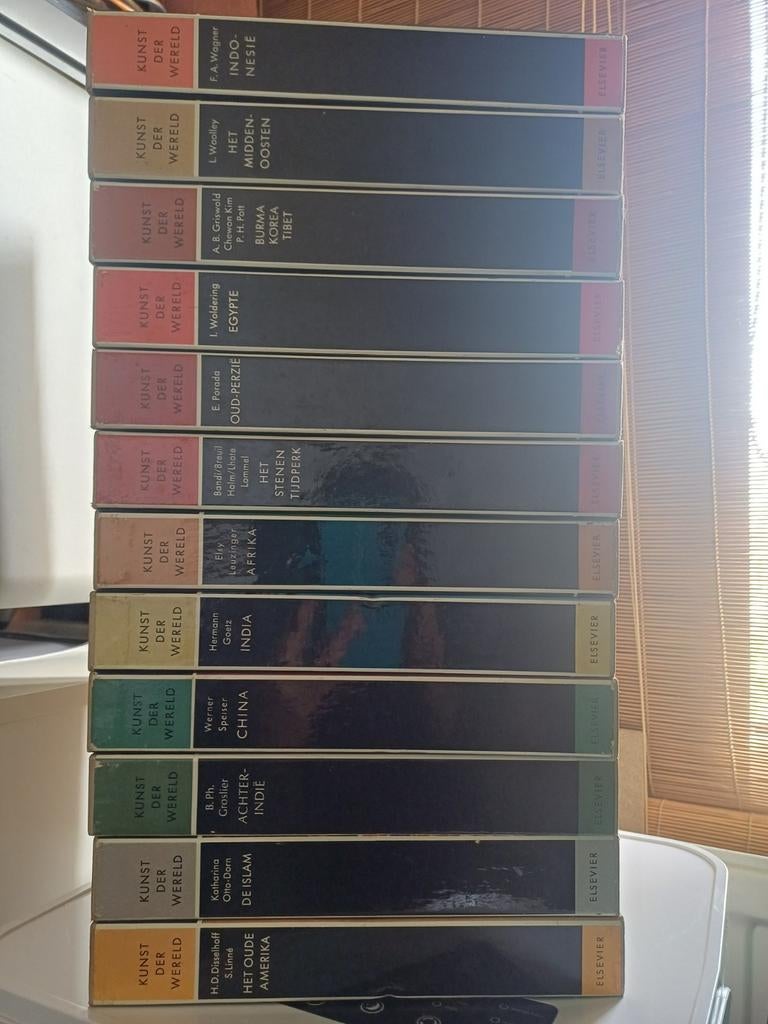 KUNST
DER
WERELD
F. A. Wagner
INDO-
NESIË
ELSEVIER
KUNST
DER
WERELD
L. Woolley
HET
MIDDEN-
OOSTEN
ELSEVIER
KUNST
DER
WERELD
A. B. Griswold
Chewon Kim
P. H. Pott
BURMA
KOREA
TIBET
ELSEVIER
KUNST
DER
WERELD
I. Woldering
EGYPTE
ELSEVIER
KUNST
DER
WERELD
E. Porada
OUD-PERZIË
KUNST
DER
WERELD
Bandi/Breuil
Holm/Lhote
Lommel
HET
STENEN
TIJDPERK
ELSEVIER
KUNST
DER
WERELD
Elsy
Leuzinger
AFRIKA
ELSEVIER
KUNST
DER
WERELD
Hermann
Goetz
INDIA
ELSEVIER
KUNST
DER
WERELD
Werner
Speiser
CHINA
ELSEVIER
KUNST
DER
WERELD
B. Ph.
Groslier
ACHTER-
INDIË
ELSEVIER
KUNST
DER
WERELD
Katharina
Otto-Dorn
DE ISLAM
ELSEVIER
KUNST
DER
WERELD
H.D.Disselhoff
S.Linné
HET OUDE
AMERIKA
ELSEVIER